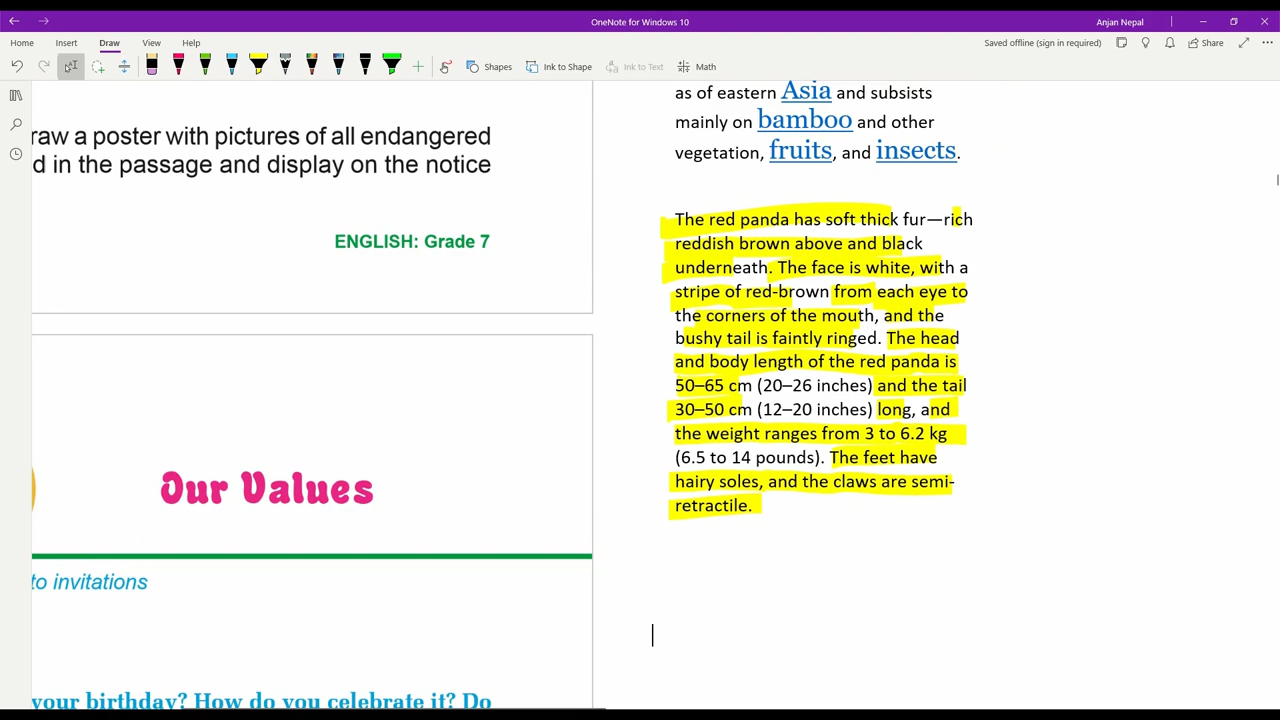 OneNote for Windows 10
Anjan Nepal
Home Insert Draw View Help
Saved offline (sign in required) Share
Shapes Ink to Shape Ink to Text Math
raw a poster with pictures of all endangered
d in the passage and display on the notice
ENGLISH: Grade 7
Our Values
to invitations
your birthday? How do you celebrate it? Do
as of eastern Asia and subsists
mainly on bamboo and other
vegetation, fruits, and insects.
The red panda has soft thick fur—rich
reddish brown above and black
underneath. The face is white, with a
stripe of red-brown from each eye to
the corners of the mouth, and the
bushy tail is faintly ringed. The head
and body length of the red panda is
50–65 cm (20–26 inches) and the tail
30–50 cm (12–20 inches) long, and
the weight ranges from 3 to 6.2 kg
(6.5 to 14 pounds). The feet have
hairy soles, and the claws are semi-
retractile.